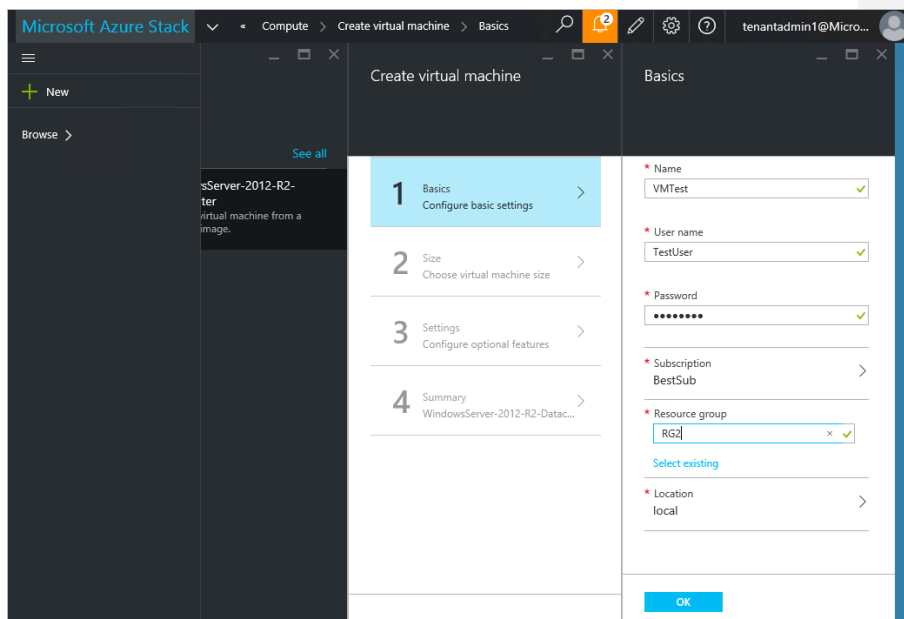 Microsoft Azure Stack « Compute > Create virtual machine > Basics 2 tenantadmin1@Micro...
New
Browse >
See all
sServer-2012-R2-
ter
virtual machine from a
image.
Create virtual machine
1 Basics
Configure basic settings
2 Size
Choose virtual machine size
3 Settings
Configure optional features
4 Summary
WindowsServer-2012-R2-Datac...
Basics
* Name
VMTest
* User name
TestUser
* Password
••••••••
* Subscription
BestSub
* Resource group
RG2
Select existing
* Location
local
OK